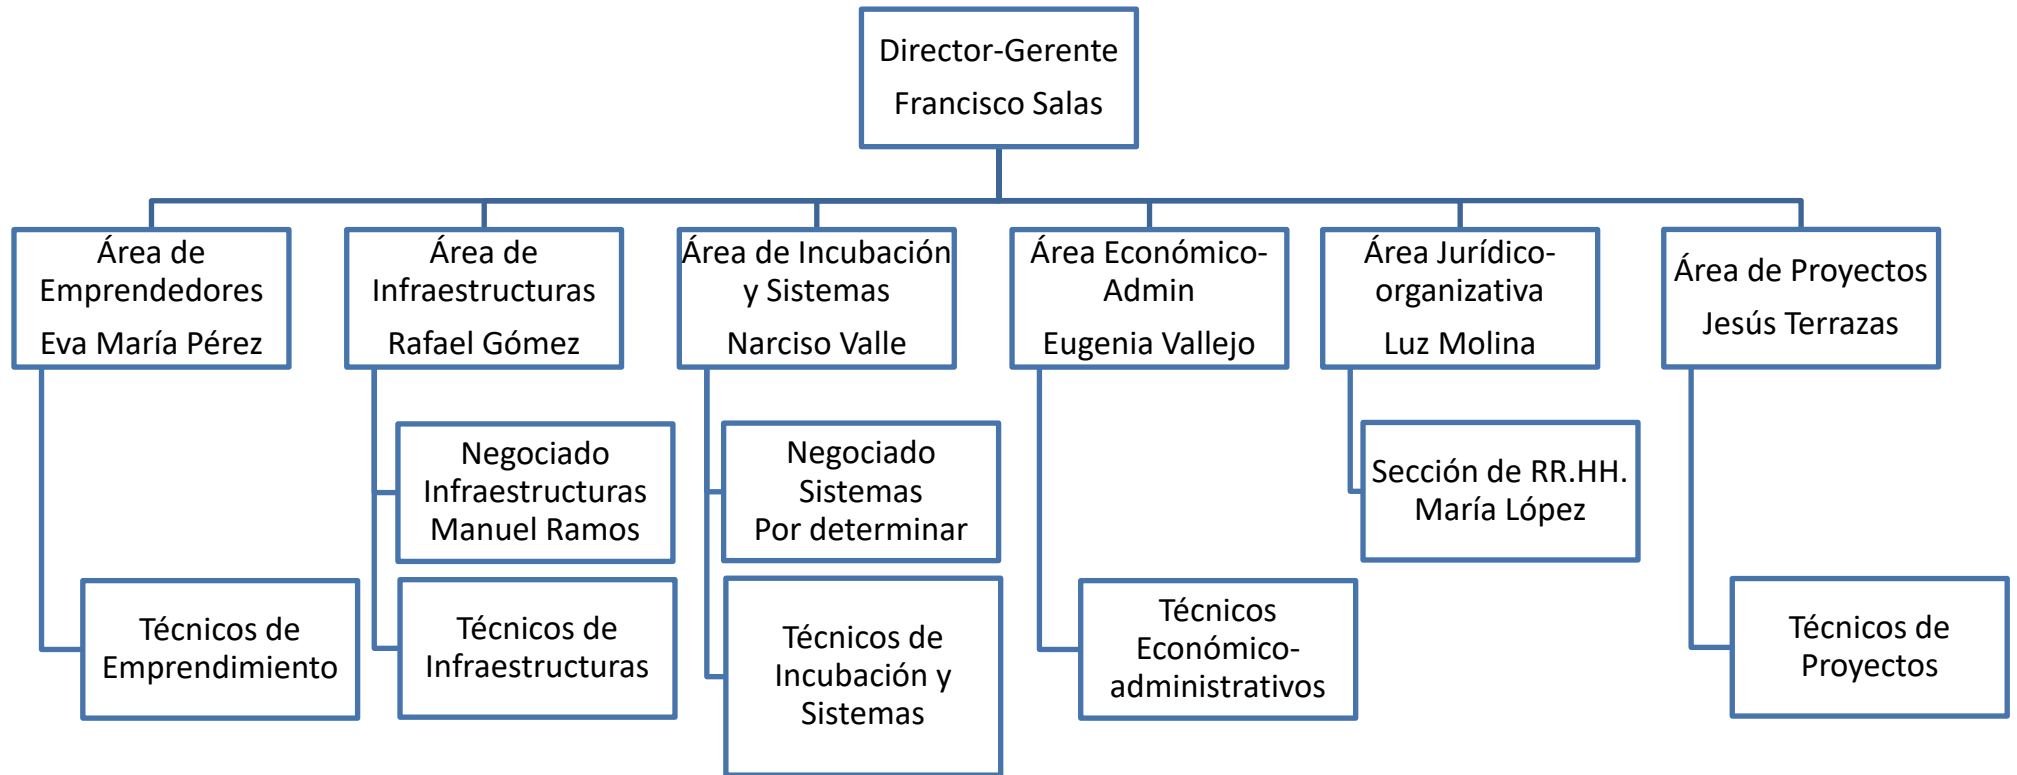 Director-Gerente
Francisco Salas
Área de
Emprendedores
Eva María Pérez
Área de
Infraestructuras
Rafael Gómez
Área de Incubación
y Sistemas
Narciso Valle
Área Económico-
Admin
Eugenia Vallejo
Área Jurídico-
organizativa
Luz Molina
Área de Proyectos
Jesús Terrazas
Negociado
Infraestructuras
Manuel Ramos
Negociado
Sistemas
Por determinar
Sección de RR.HH.
María López
Técnicos de
Emprendimiento
Técnicos de
Infraestructuras
Técnicos de
Incubación y
Sistemas
Técnicos
Económico-
administrativos
Técnicos de
Proyectos